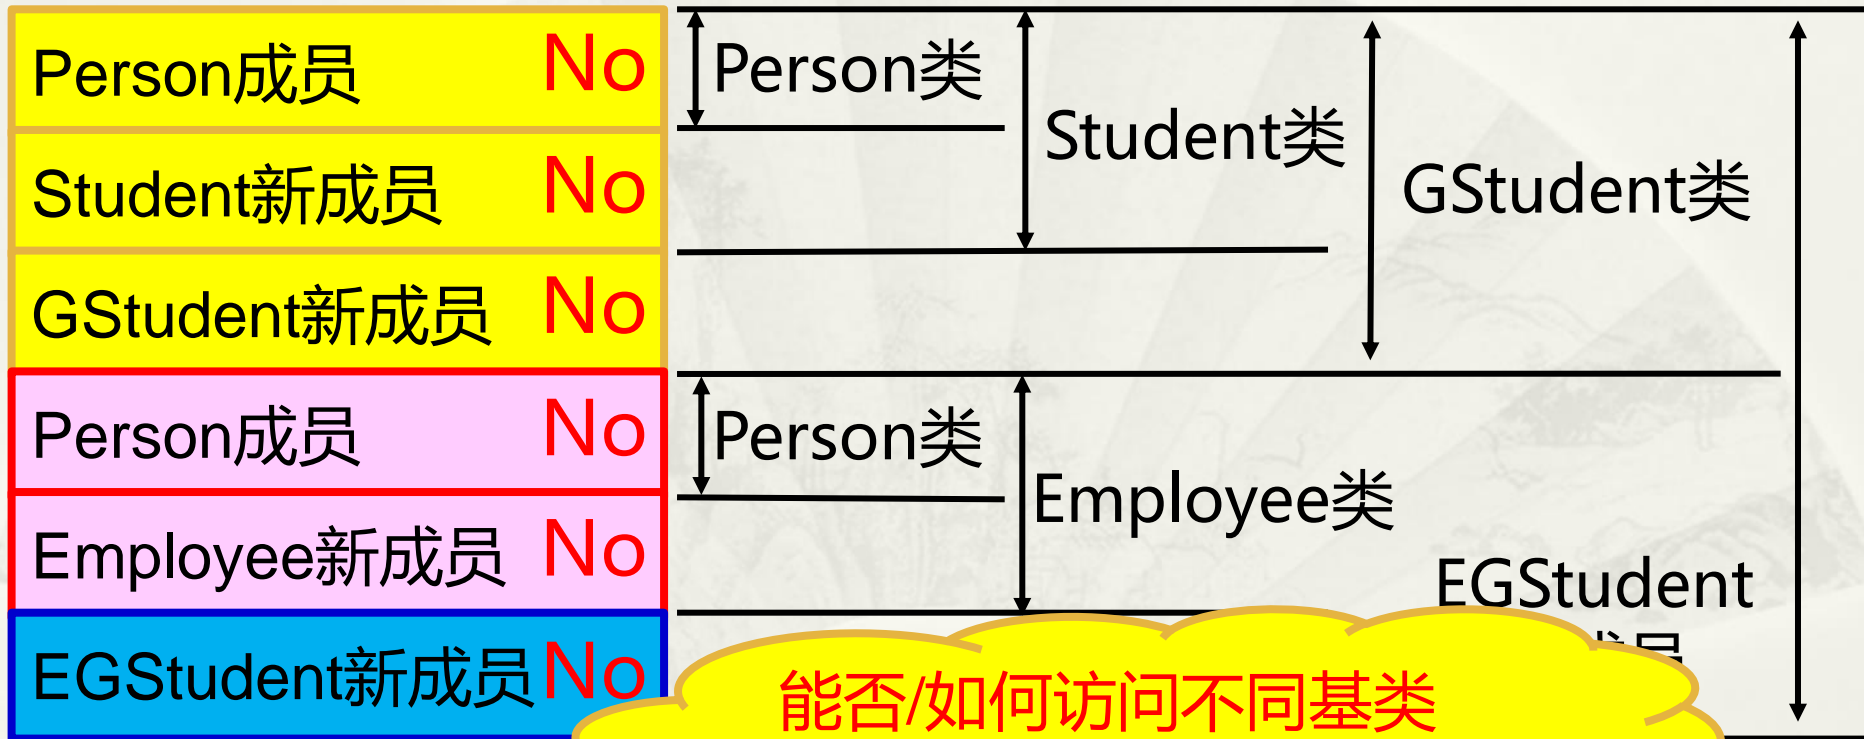 Person成员 No
Student新成员 No
GStudent新成员 No
Person成员 No
Employee新成员 No
EGStudent新成员 No
Person类
Student类
GStudent类
Person类
Employee类
EGStudent
能否/如何访问不同基类